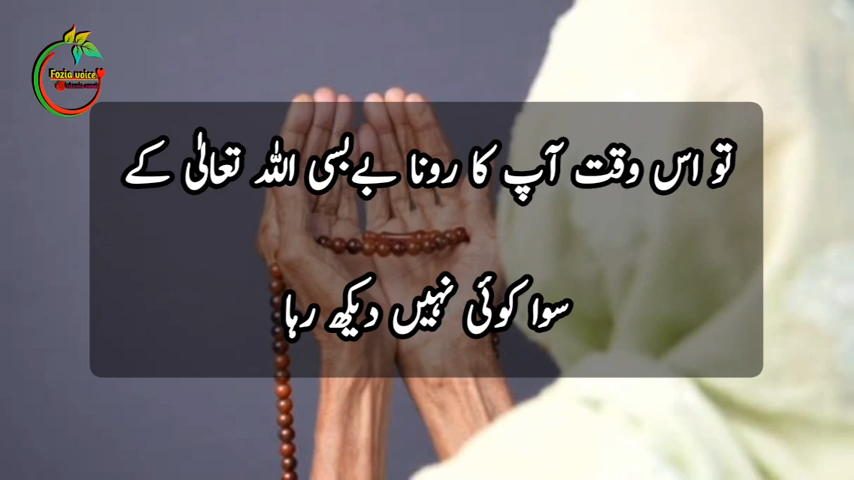 Fozia voice
تو اس وقت آپ کا رونا بے بسی اللہ تعالیٰ کے
سوا کوئی نہیں دیکھ رہا